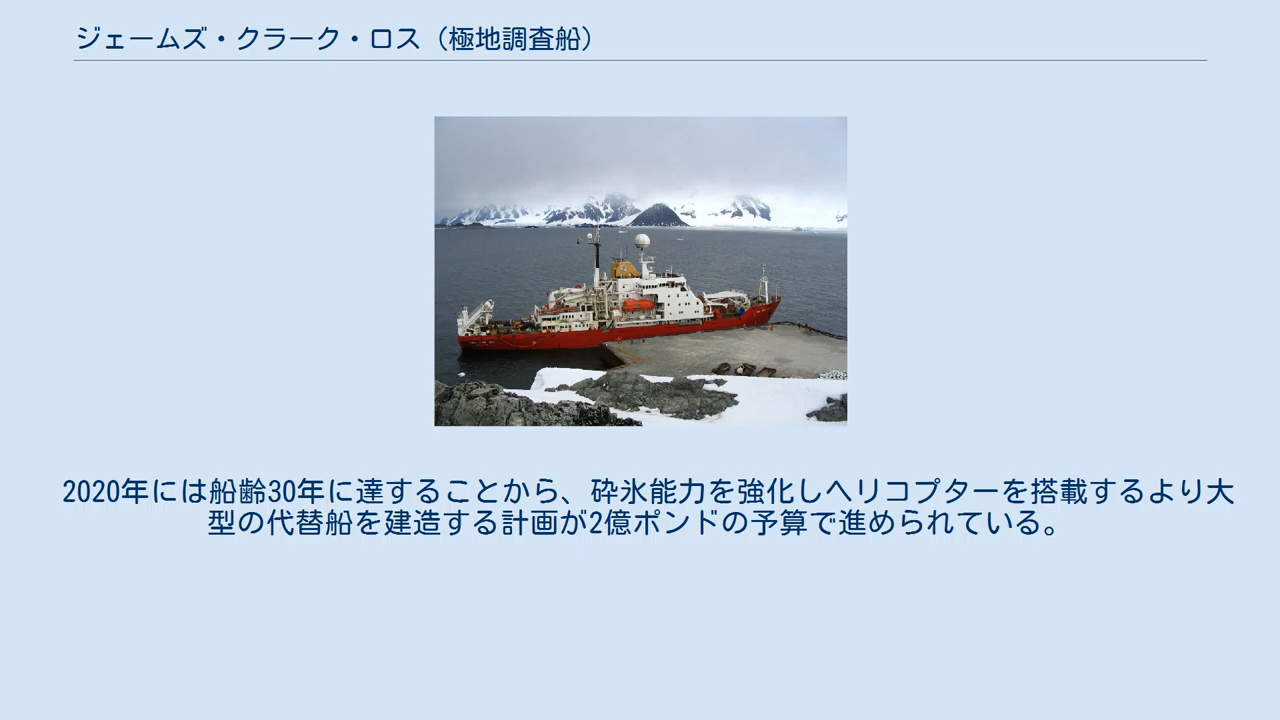 ジェームズ・クラーク・ロス（極地調査船）
2020年には船齢30年に達することから、砕氷能力を強化しヘリコプターを搭載するより大
型の代替船を建造する計画が2億ポンドの予算で進められている。